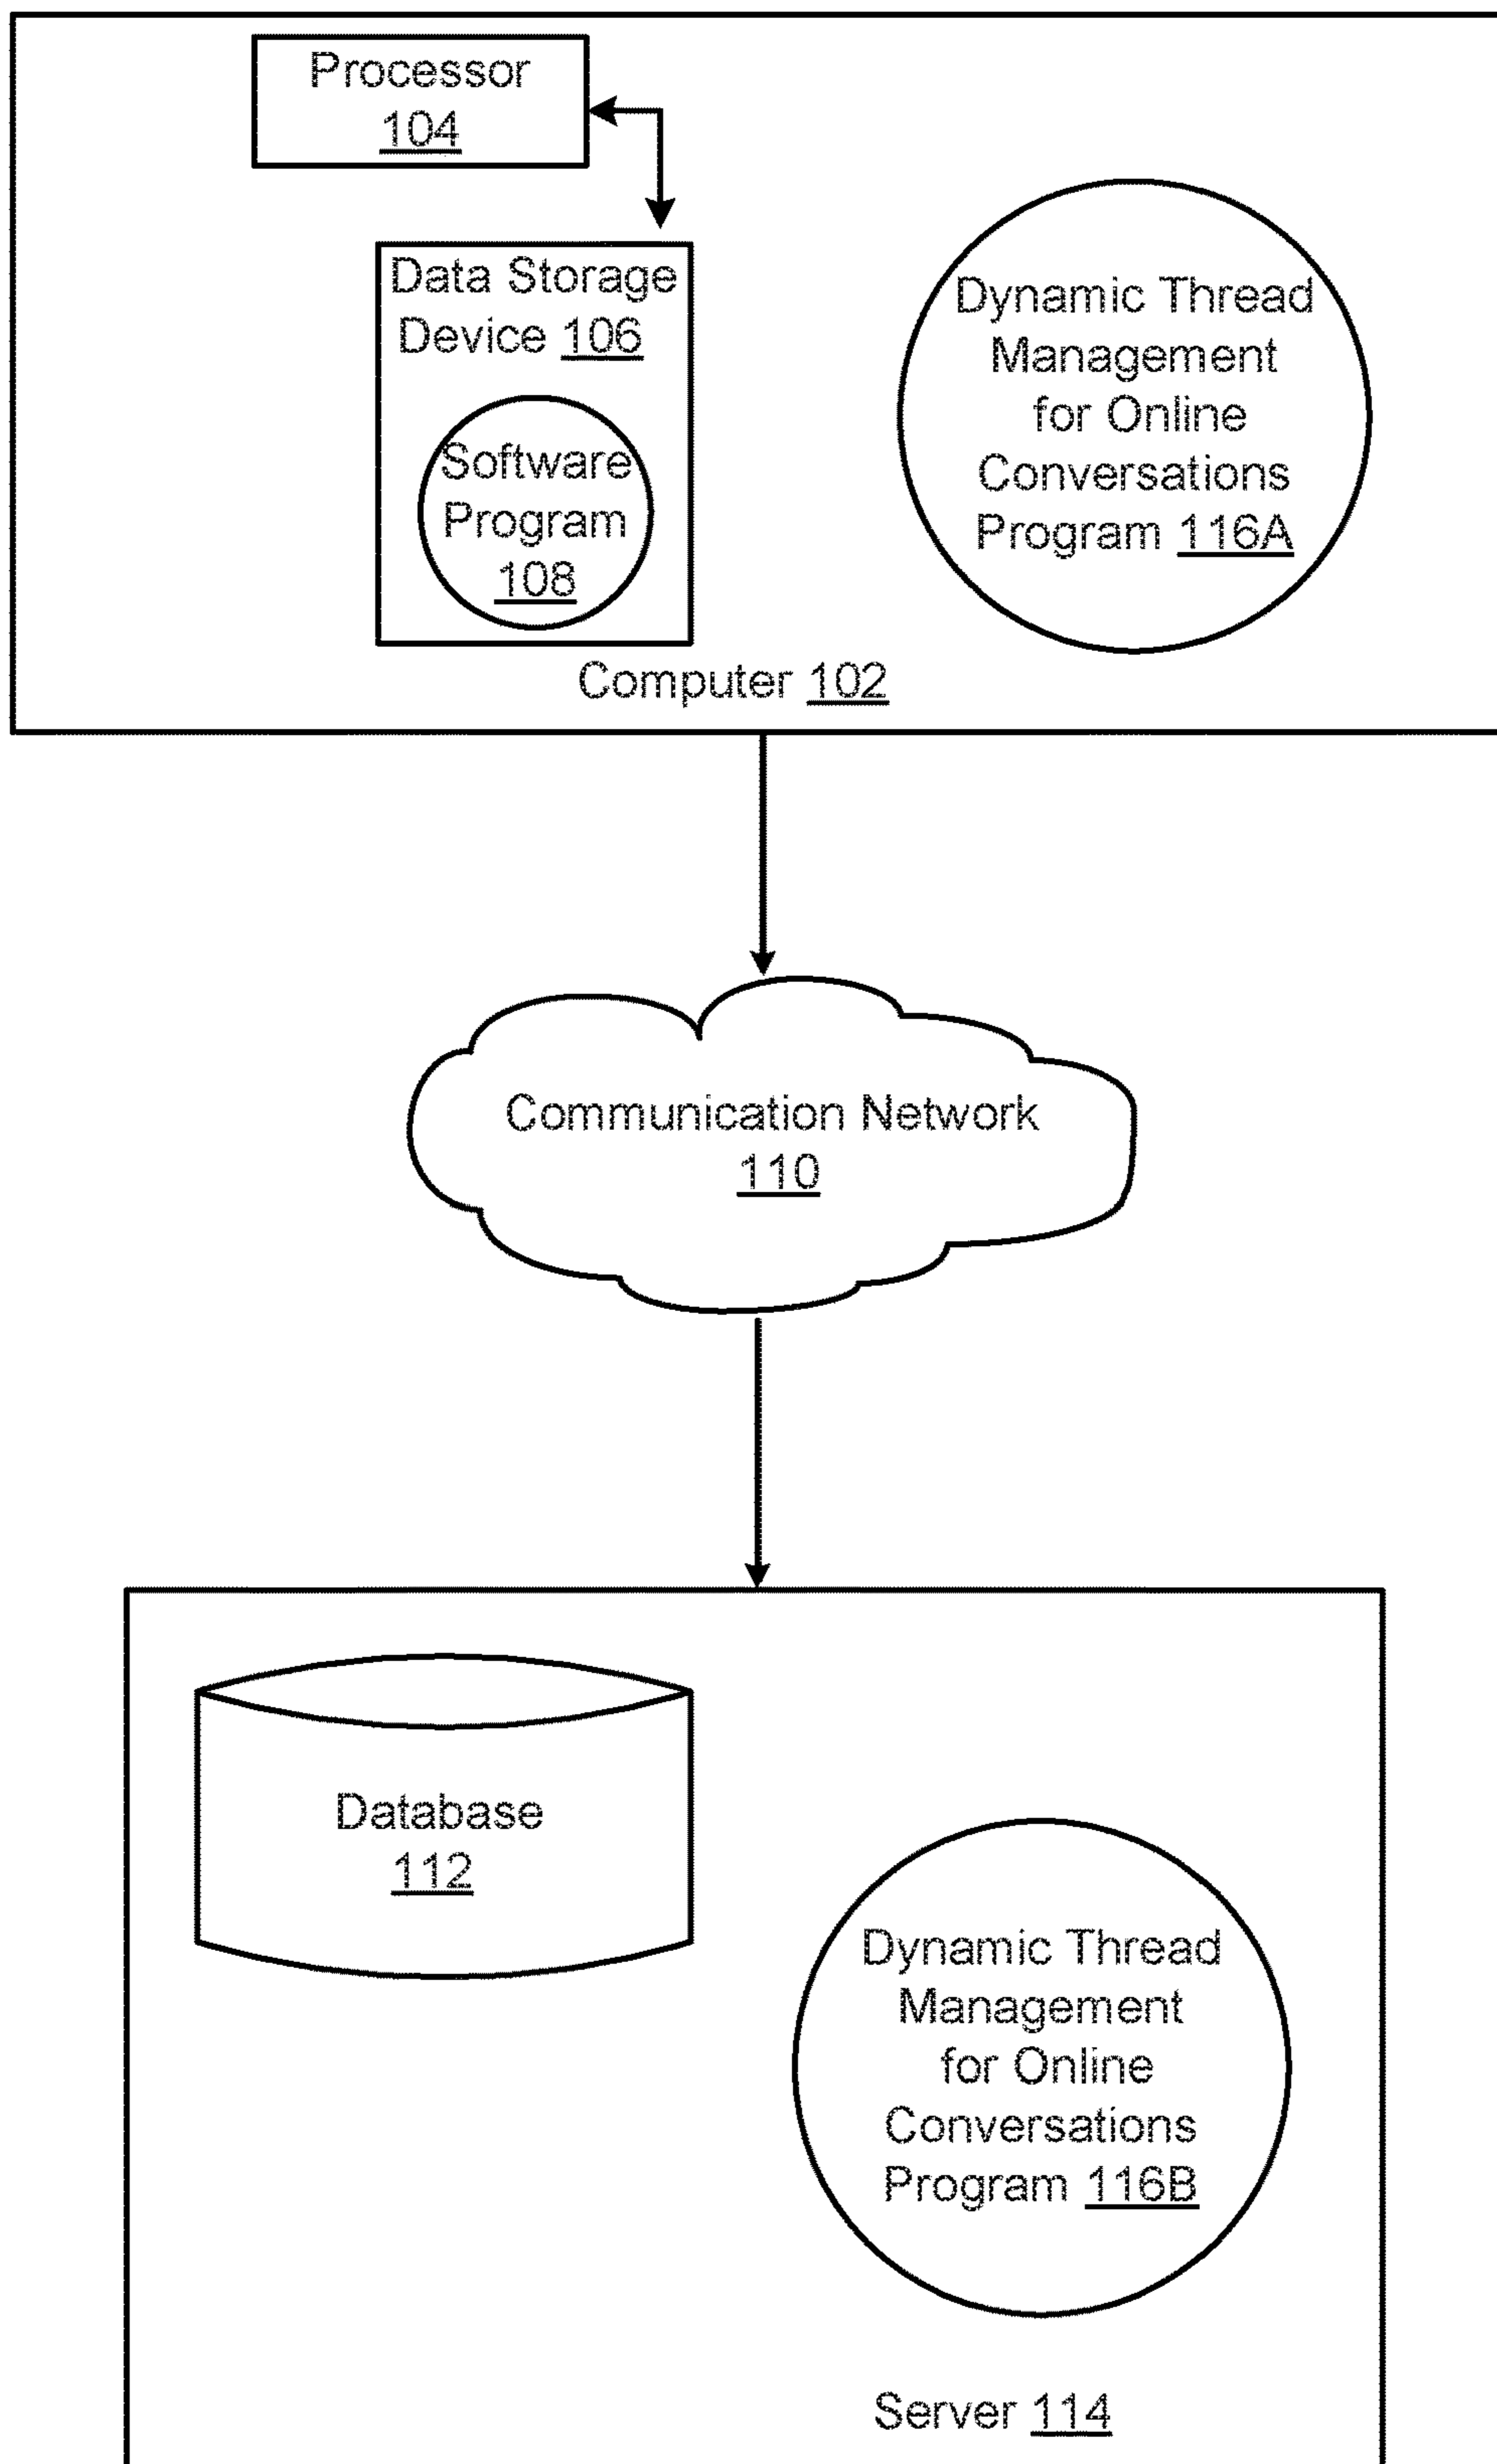 Processor
104
Data Storage
Device 106
Software
Program
108
Dynamic Thread
Management
for Online
Conversations
Program 116A
Computer 102
Communication Network
110
Database
112
Dynamic Thread
Management
for Online
Conversations
Program 116B
Server 114